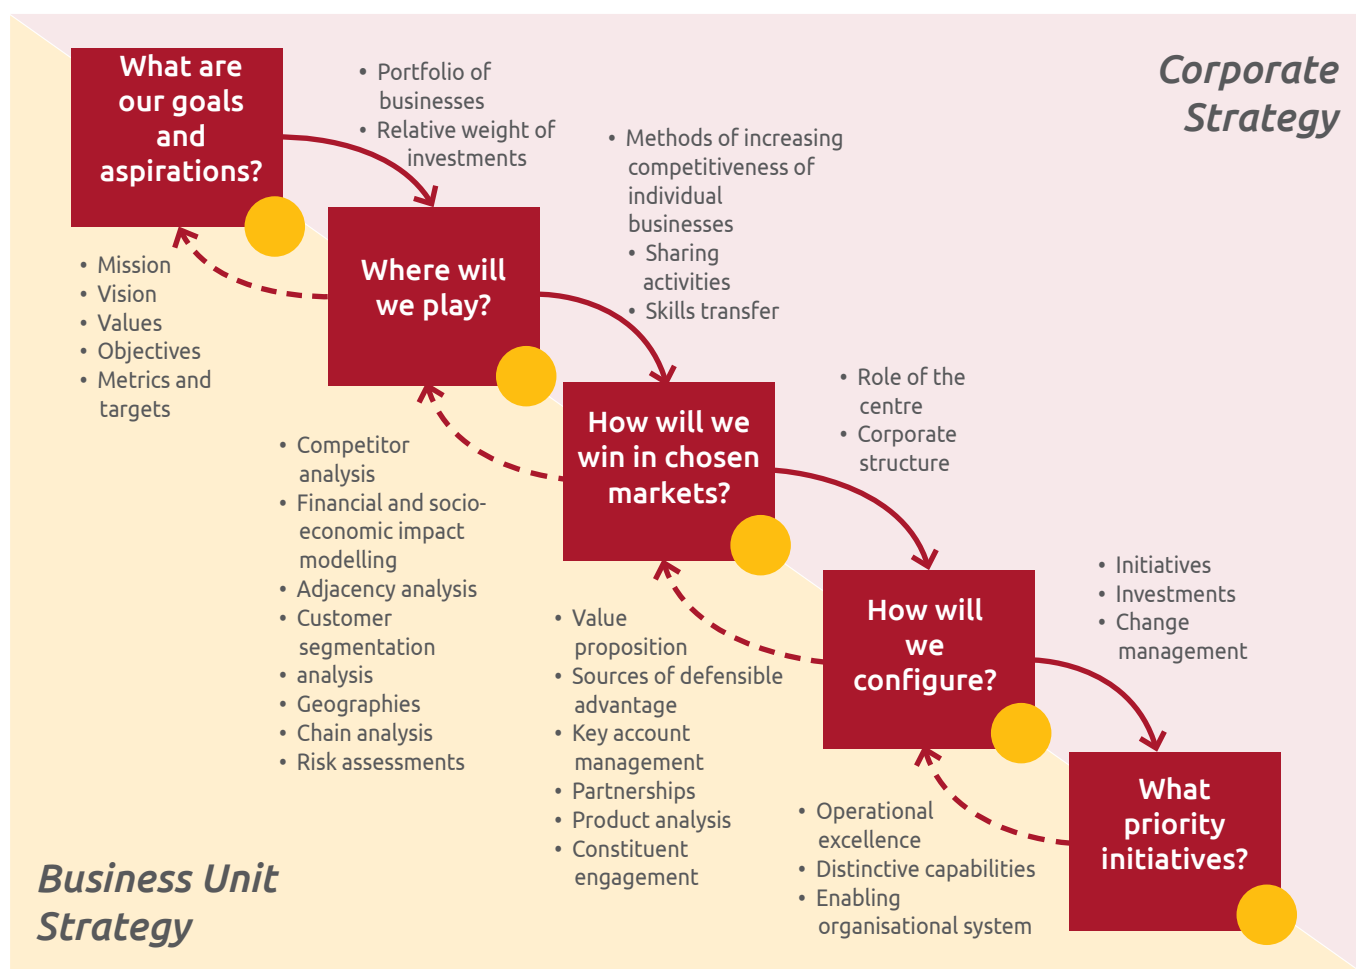 What are
our goals
and
aspirations?
• Portfolio of
businesses
• Relative weight of
investments
Corporate
Strategy
• Methods of increasing
competitiveness of
individual
businesses
• Sharing
activities
• Skills transfer
• Mission
• Vision
• Values
• Objectives
• Metrics and
targets
Where will
we play?
• Role of the
centre
• Corporate
structure
• Competitor
analysis
• Financial and socio-
economic impact
modelling
• Adjacency analysis
• Customer
segmentation
• analysis
• Geographies
• Chain analysis
• Risk assessments
How will we
win in chosen
markets?
• Initiatives
• Investments
• Change
management
• Value
proposition
• Sources of defensible
advantage
• Key account
management
• Partnerships
• Product analysis
• Constituent
engagement
How will
we
configure?
• Operational
excellence
• Distinctive capabilities
• Enabling
organisational system
What
priority
initiatives?
Business Unit
Strategy